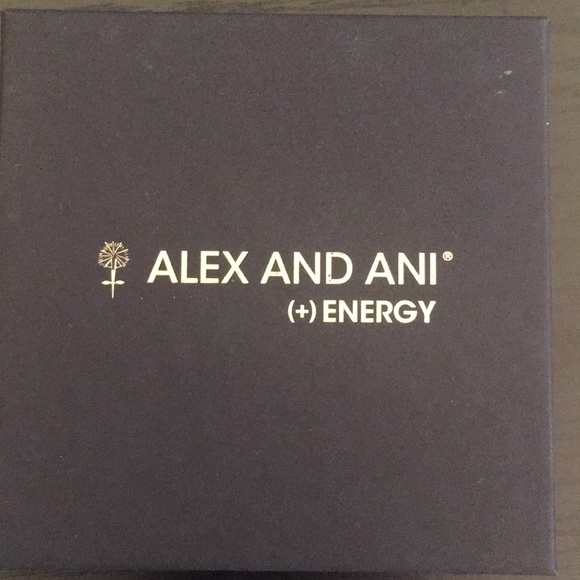 ALEX AND ANI®
(+) ENERGY